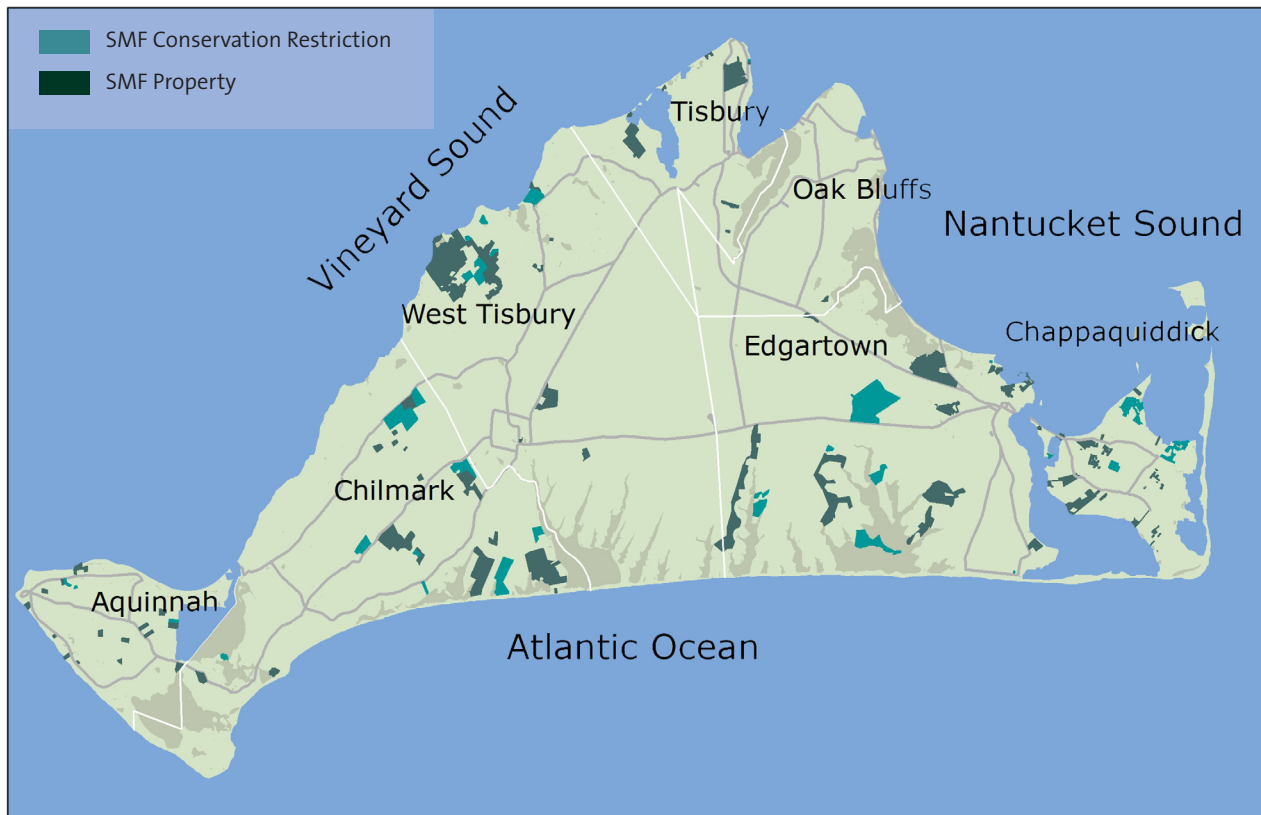 SMF Conservation Restriction
SMF Property
Tisbury
Vineyard Sound
Oak Bluffs
Nantucket Sound
West Tisbury
Edgartown
Chappaquiddick
Chilmark
Aquinnah
Atlantic Ocean